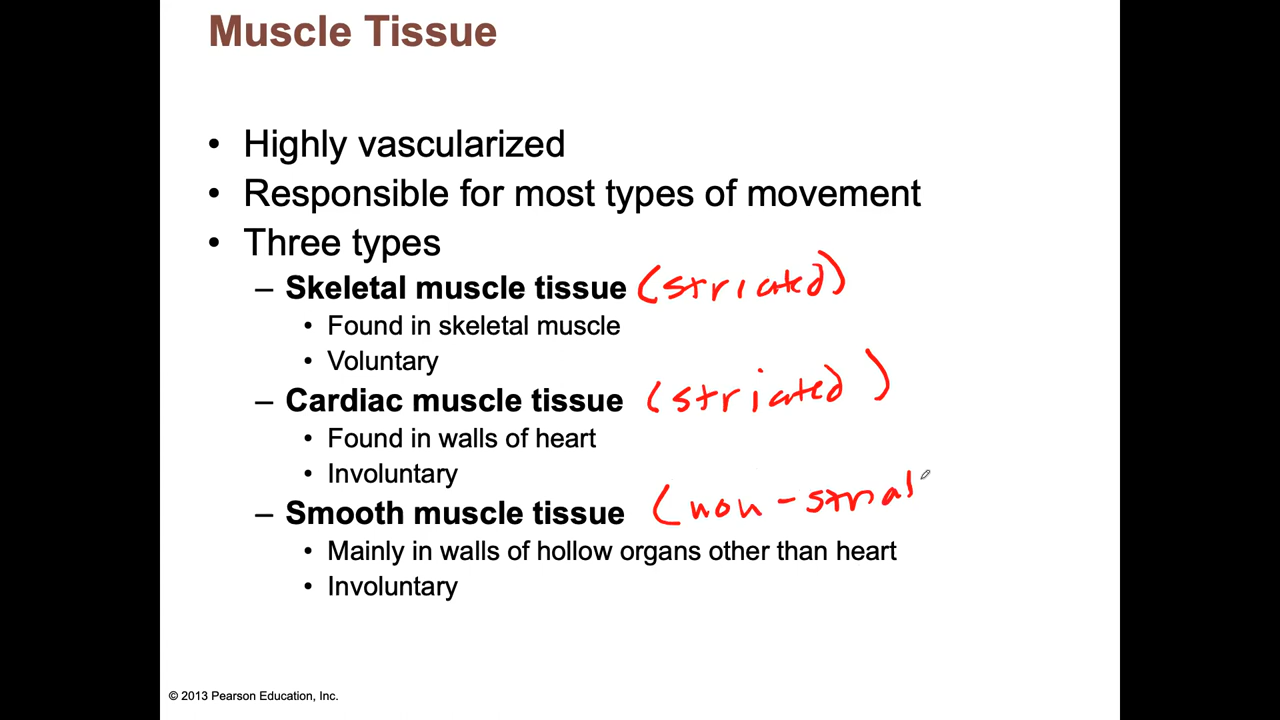 Muscle Tissue
• Highly vascularized
• Responsible for most types of movement
• Three types
– Skeletal muscle tissue (striated)
• Found in skeletal muscle
• Voluntary
– Cardiac muscle tissue (striated)
• Found in walls of heart
• Involuntary
– Smooth muscle tissue (non-
• Mainly in walls of hollow organs other than heart
• Involuntary
© 2013 Pearson Education, Inc.